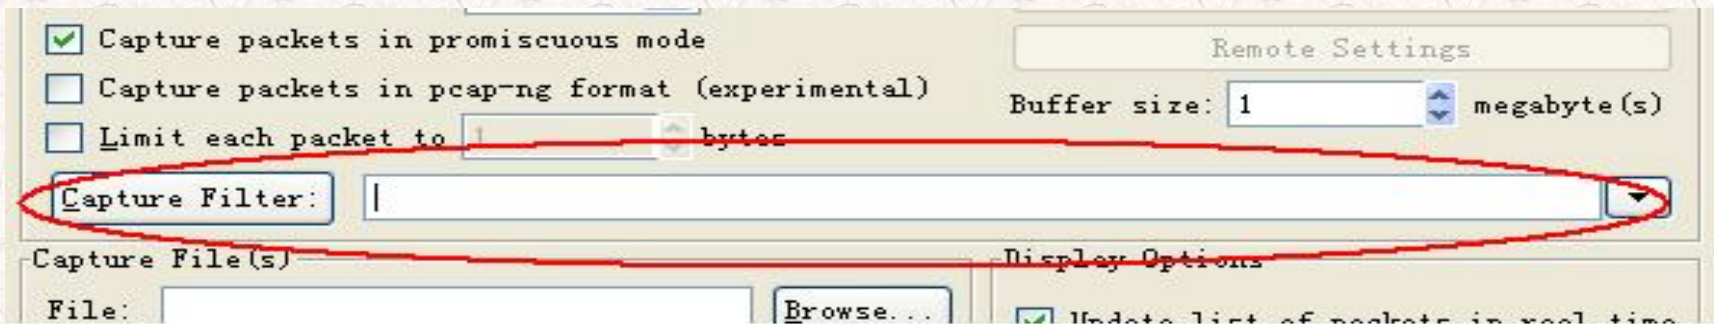 Capture packets in promiscuous mode
Remote Settings
Capture packets in pcap-ng format (experimental)
Buffer size: 1 megabyte(s)
Limit each packet to 1 bytes
Capture Filter:
Capture File(s)
Display Options
File:
Browse...
Update list of packets in real time